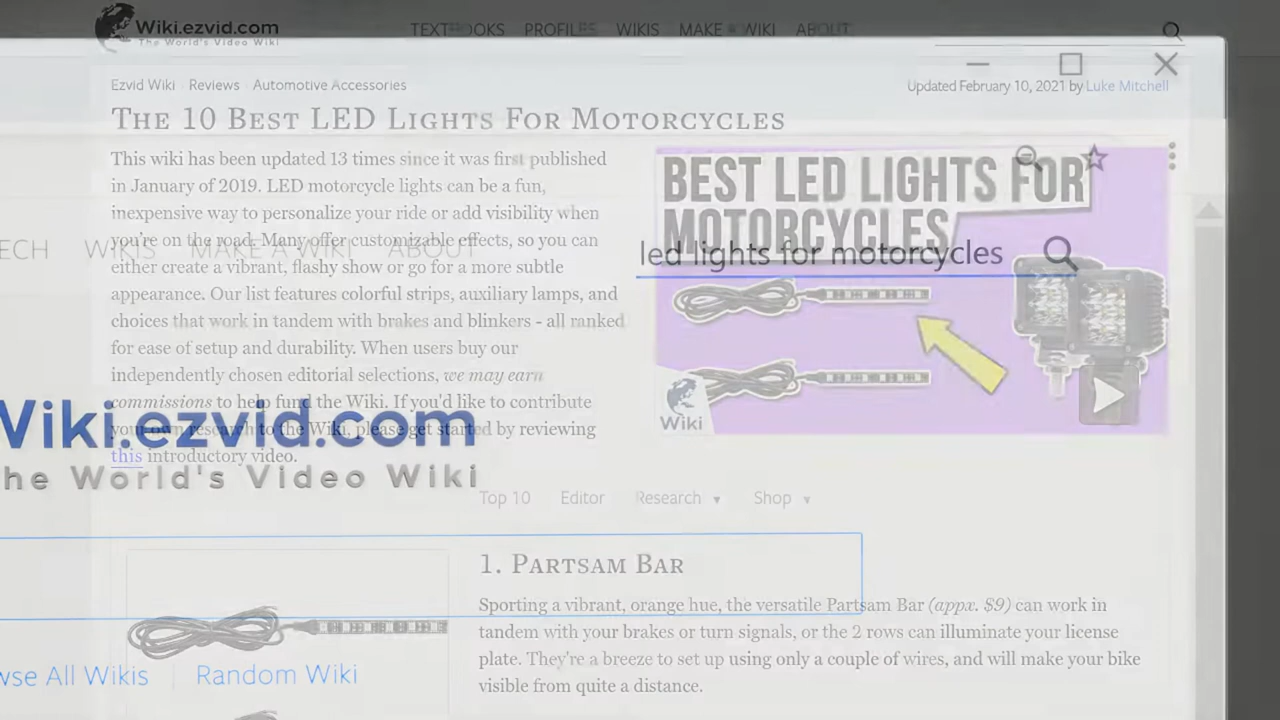 Wiki.ezvid.com
The World's Video Wiki
TEXTBOOKS PROFILES WIKIS MAKE A WIKI ABOUT
Ezvid Wiki Reviews Automotive Accessories
Updated February 10, 2021 by Luke Mitchell
THE 10 BEST LED LIGHTS FOR MOTORCYCLES
This wiki has been updated 13 times since it was first published
in January of 2019. LED motorcycle lights can be a fun,
inexpensive way to personalize your ride or add visibility when
you're on the road. Many offer customizable effects, so you can
either create a vibrant, flashy show or go for a more subtle
appearance. Our list features colorful strips, auxiliary lamps, and
choices that work in tandem with brakes and blinkers - all ranked
for ease of setup and durability. When users buy our
independently chosen editorial selections, we may earn
commissions to help fund the Wiki. If you'd like to contribute
your own research to the Wiki, please get started by reviewing
this introductory video.
BEST LED LIGHTS FOR
MOTORCYCLES
Wiki
ECH WIKIS MAKE A WIKI ABOUT
led lights for motorcycles
Wiki.ezvid.com
he World's Video Wiki
Top 10 Editor Research Shop
1. PARTSAM BAR
Sporting a vibrant, orange hue, the versatile Partsam Bar (appx. $9) can work in
tandem with your brakes or turn signals, or the 2 rows can illuminate your license
plate. They're a breeze to set up using only a couple of wires, and will make your bike
visible from quite a distance.
wse All Wikis | Random Wiki